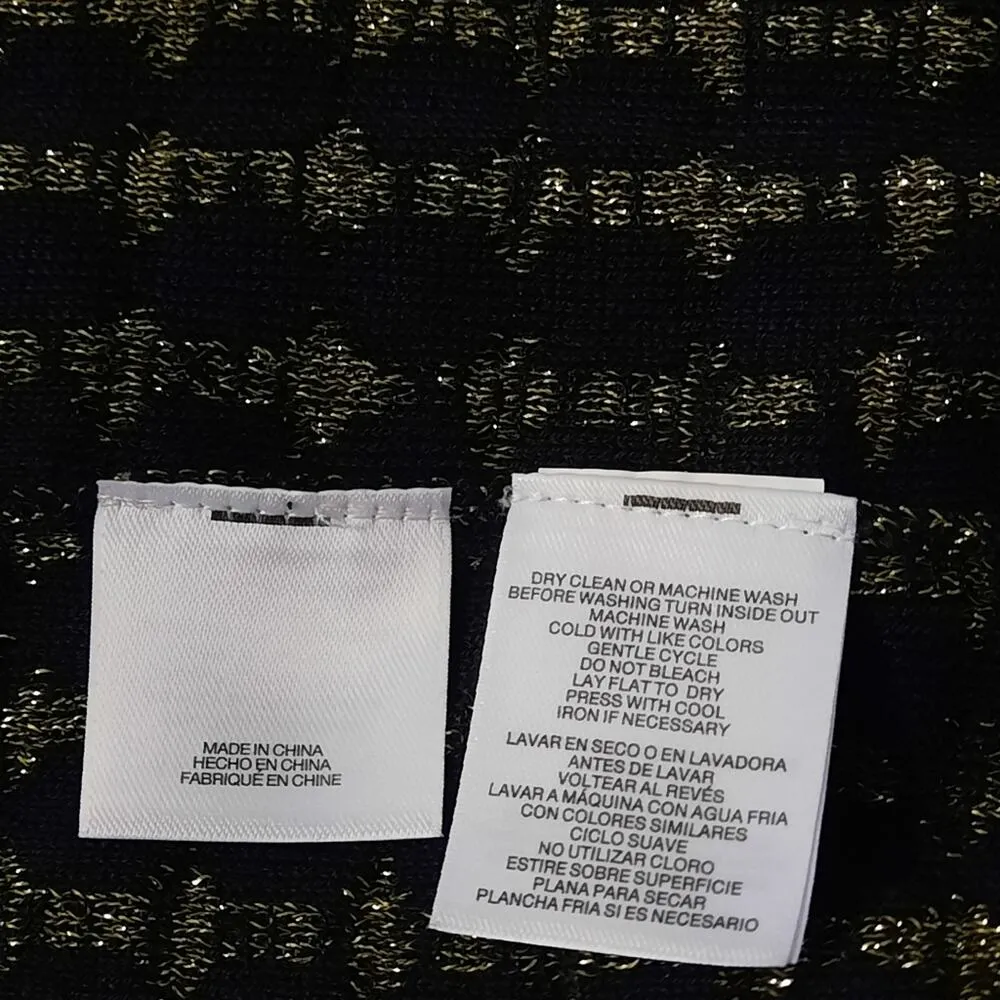 MADE IN CHINA
HECHO EN CHINA
FABRIQUÉ EN CHINE
DRY CLEAN OR MACHINE WASH
BEFORE WASHING TURN INSIDE OUT
MACHINE WASH
COLD WITH LIKE COLORS
GENTLE CYCLE
DO NOT BLEACH
LAY FLAT TO DRY
PRESS WITH COOL
IRON IF NECESSARY
LAVAR EN SECO O EN LAVADORA
ANTES DE LAVAR
VOLTEAR AL REVÉS
LAVAR A MÁQUINA CON AGUA FRIA
CON COLORES SIMILARES
CICLO SUAVE
NO UTILIZAR CLORO
ESTIRE SOBRE SUPERFICIE
PLANA PARA SECAR
PLANCHA FRIA SI ES NECESARIO